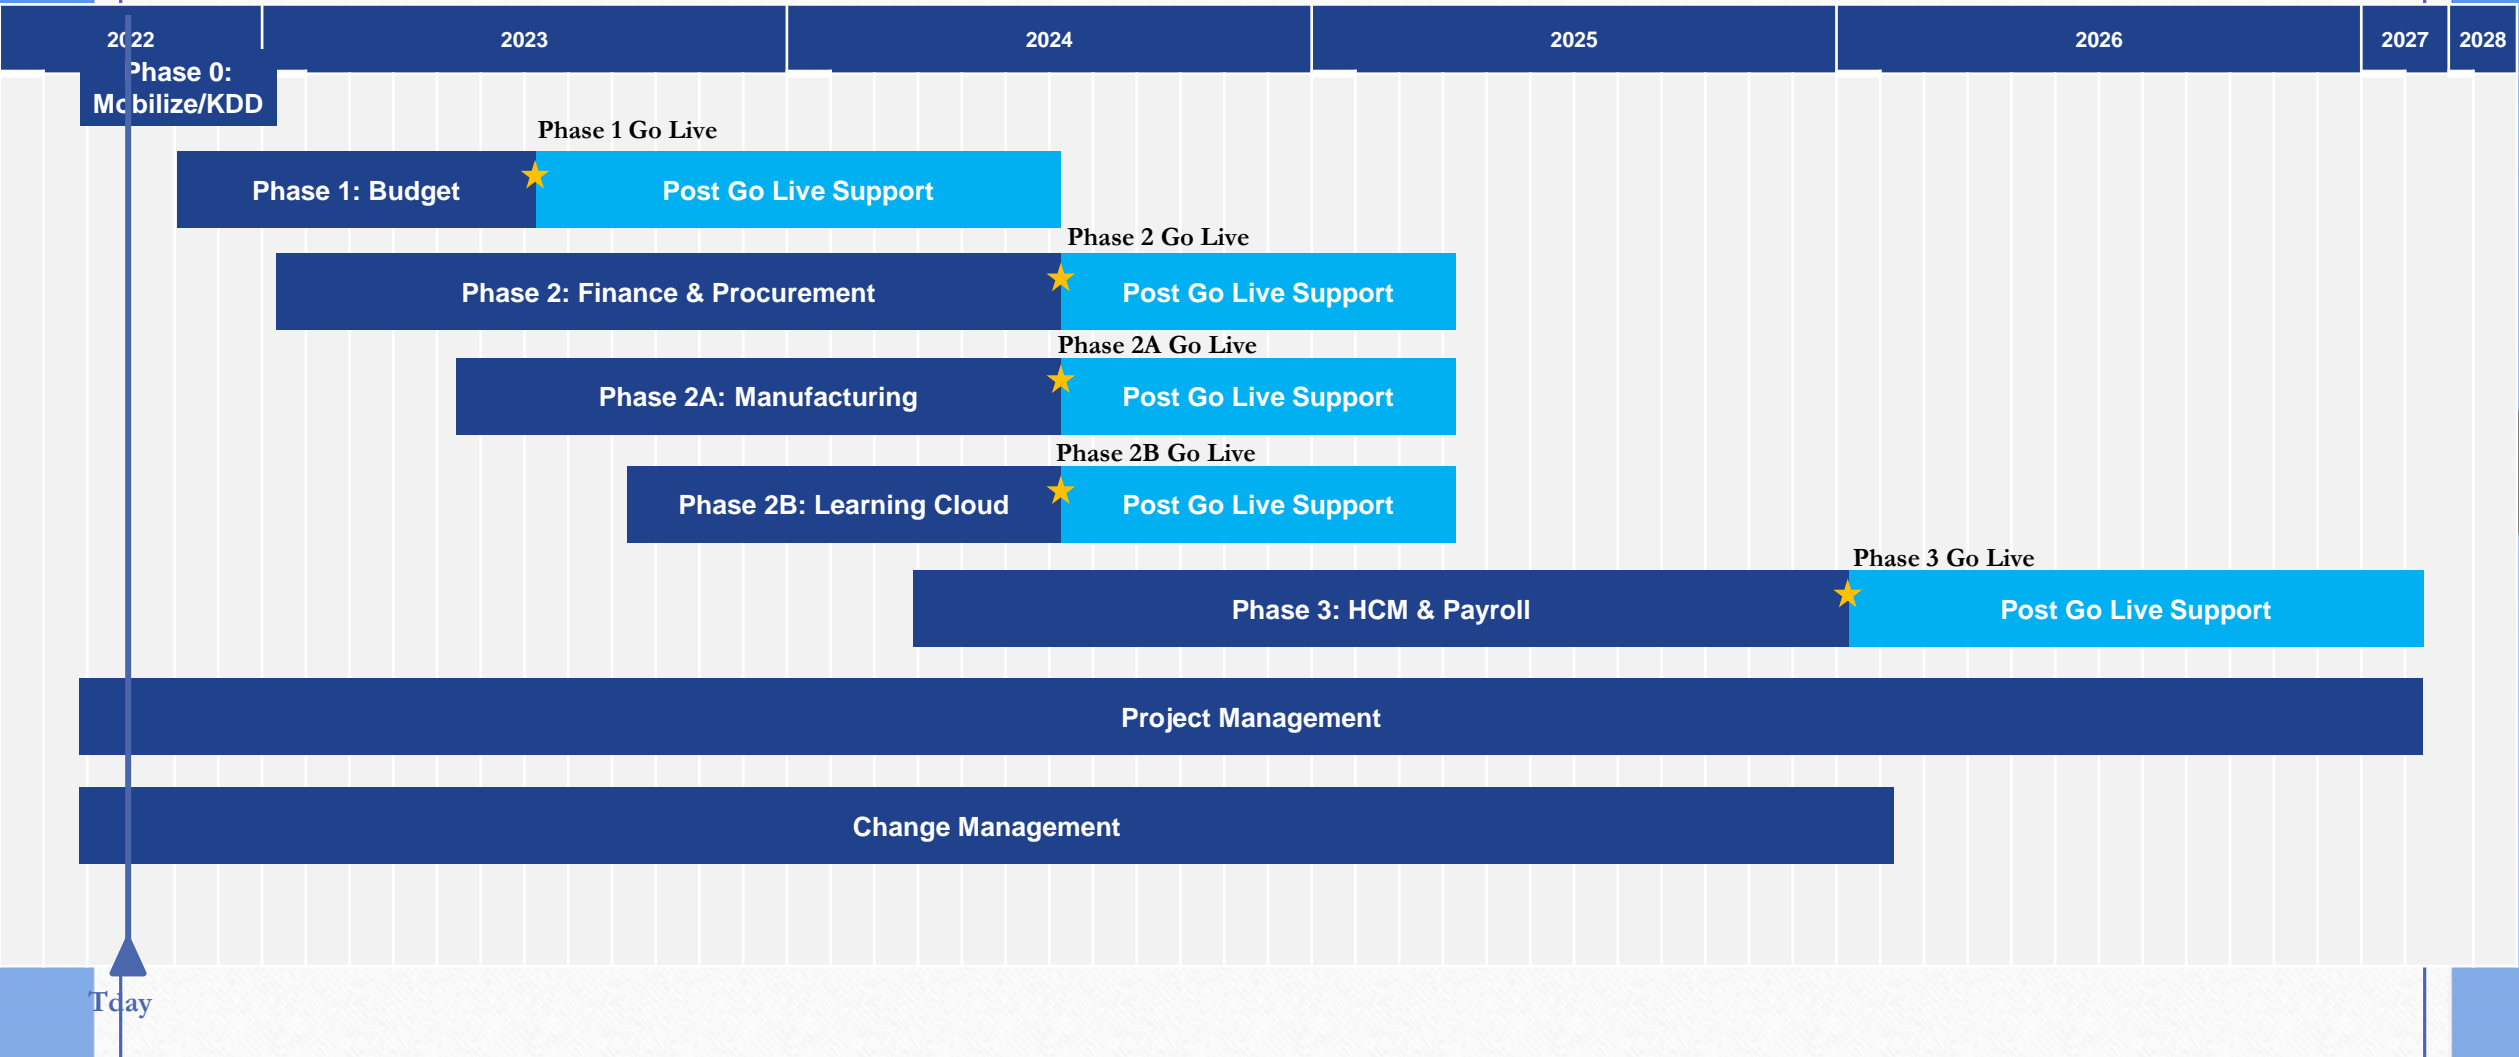 2022 2023 2024 2025 2026 2027 2028
Phase 0:
Mobilize/KDD
Phase 1 Go Live
Phase 1: Budget Post Go Live Support
Phase 2 Go Live
Phase 2: Finance & Procurement Post Go Live Support
Phase 2A Go Live
Phase 2A: Manufacturing Post Go Live Support
Phase 2B Go Live
Phase 2B: Learning Cloud Post Go Live Support
Phase 3 Go Live
Phase 3: HCM & Payroll Post Go Live Support
Project Management
Change Management
Tday